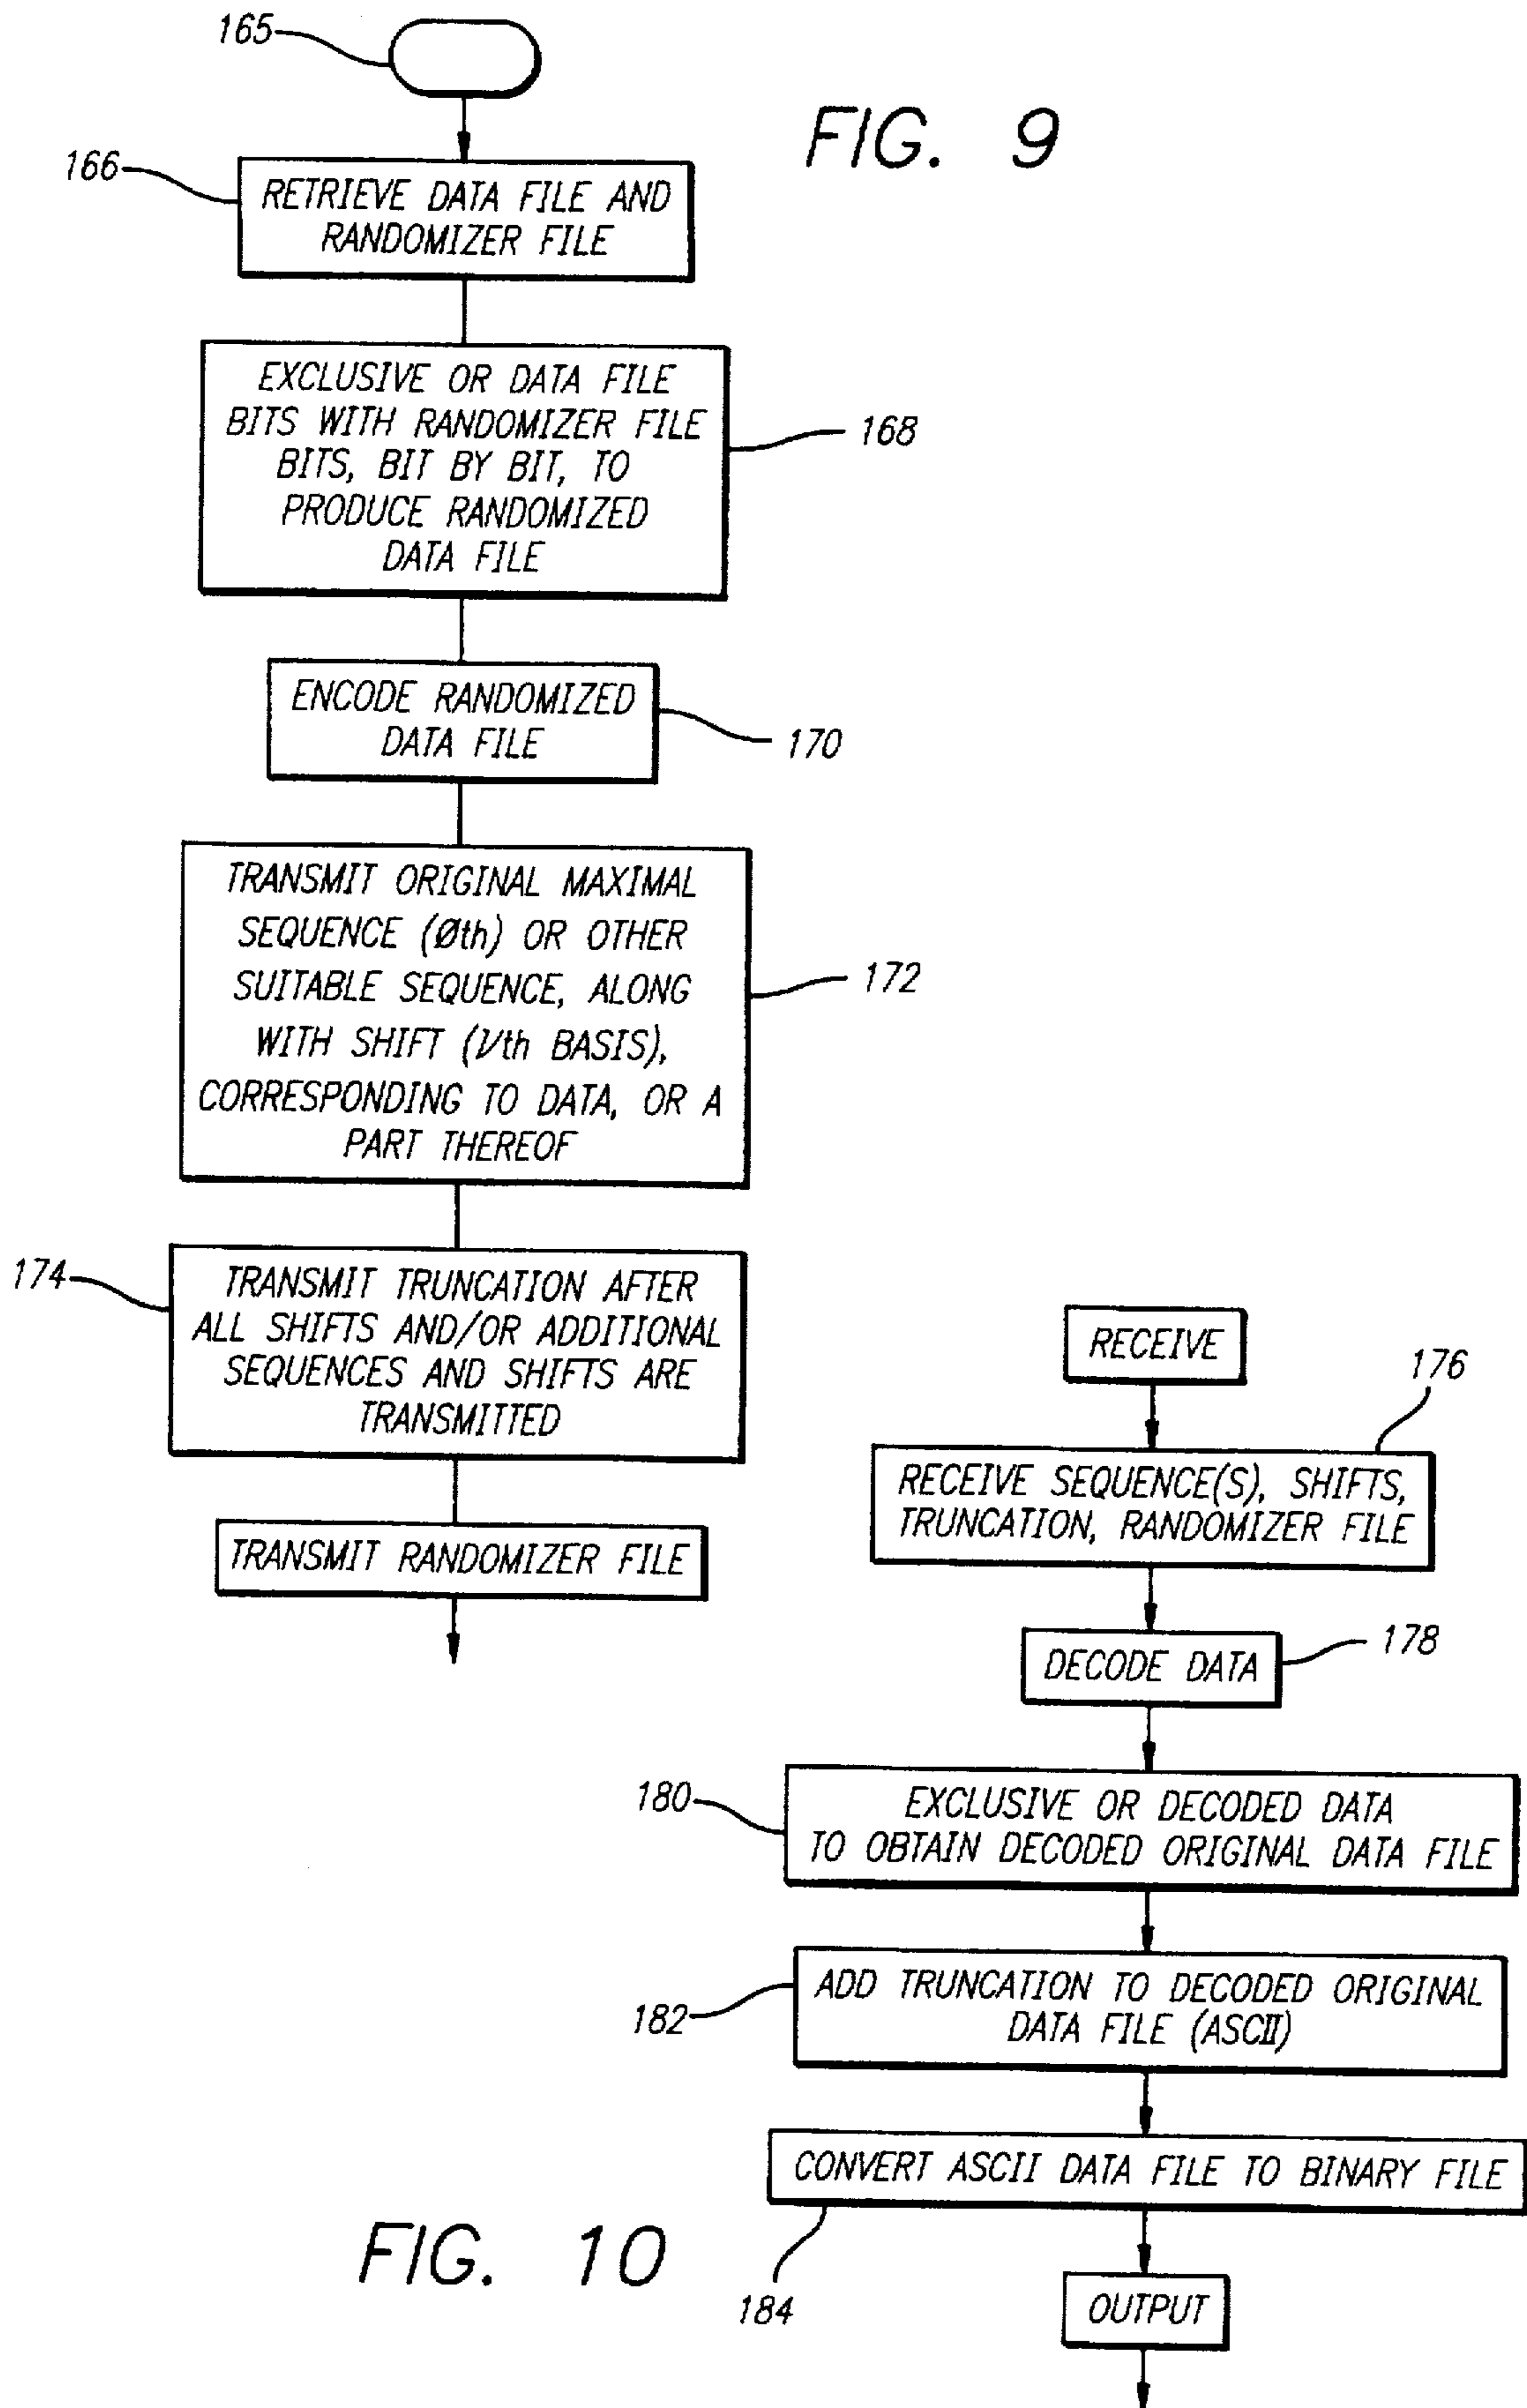 165
FIG. 9
166
RETRIEVE DATA FILE AND
RANDOMIZER FILE
EXCLUSIVE OR DATA FILE
BITS WITH RANDOMIZER FILE
BITS, BIT BY BIT, TO
PRODUCE RANDOMIZED
DATA FILE
168
ENCODE RANDOMIZED
DATA FILE
170
TRANSMIT ORIGINAL MAXIMAL
SEQUENCE (Øth) OR OTHER
SUITABLE SEQUENCE, ALONG
WITH SHIFT (νth BASIS),
CORRESPONDING TO DATA, OR A
PART THEREOF
172
174
TRANSMIT TRUNCATION AFTER
ALL SHIFTS AND/OR ADDITIONAL
SEQUENCES AND SHIFTS ARE
TRANSMITTED
TRANSMIT RANDOMIZER FILE
RECEIVE
176
RECEIVE SEQUENCE(S), SHIFTS,
TRUNCATION, RANDOMIZER FILE
DECODE DATA
178
180
EXCLUSIVE OR DECODED DATA
TO OBTAIN DECODED ORIGINAL DATA FILE
182
ADD TRUNCATION TO DECODED ORIGINAL
DATA FILE (ASCII)
CONVERT ASCII DATA FILE TO BINARY FILE
184
OUTPUT
FIG. 10